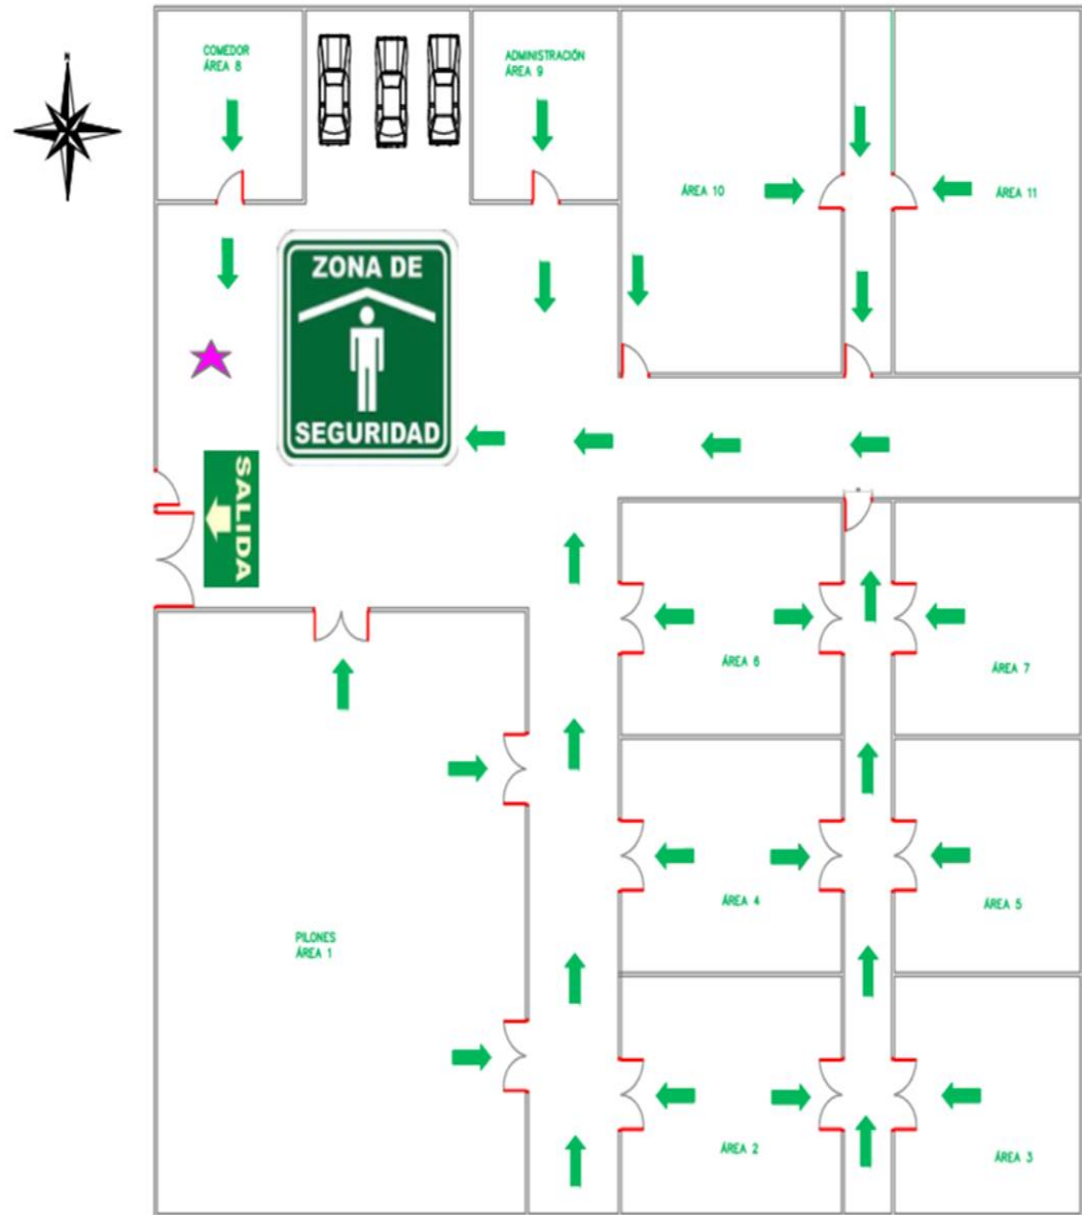 N
COMEDOR
ÁREA 8
ADMINISTRACIÓN
ÁREA 9
ÁREA 10
ÁREA 11
ZONA DE
SEGURIDAD
SALIDA
ÁREA 6
ÁREA 7
ÁREA 4
ÁREA 5
PILONES
ÁREA 1
ÁREA 2
ÁREA 3